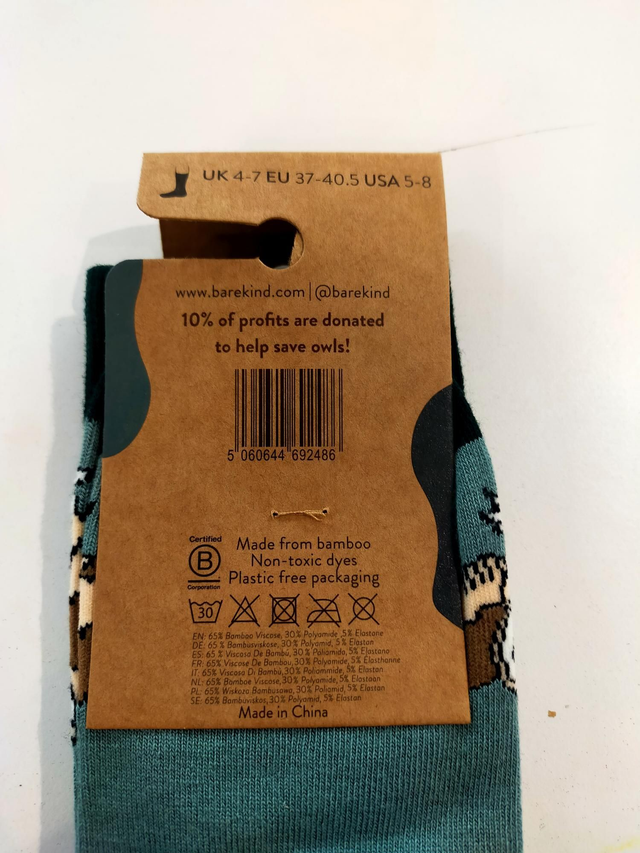 UK 4-7 EU 37-40.5 USA 5-8
www.barekind.com | @barekind
10% of profits are donated
to help save owls!
5 060644 692486
Certified
B
Corporation
Made from bamboo
Non-toxic dyes
Plastic free packaging
30
EN: 65% Bamboo Viscose, 30% Polyamide ,5% Elastane
DE: 65 % Bambusviskose, 30% Polyamid, 5% Elastan
ES: 65 % Viscosa De Bambú, 30% Poliamida, 5% Elastano
FR: 65% Viscose De Bambou, 30% Polyamide, 5% Élasthanne
IT: 65% Viscosa Di Bambù, 30% Poliammide, 5% Elastan
NL: 65% Bamboe Viscose, 30% Polyamide, 5% Elastaan
PL: 65% Wiskoza Bambusowa, 30% Poliamid, 5% Elastan
SE: 65% Bambuviskos, 30% Polyamid, 5% Elastan
Made in China